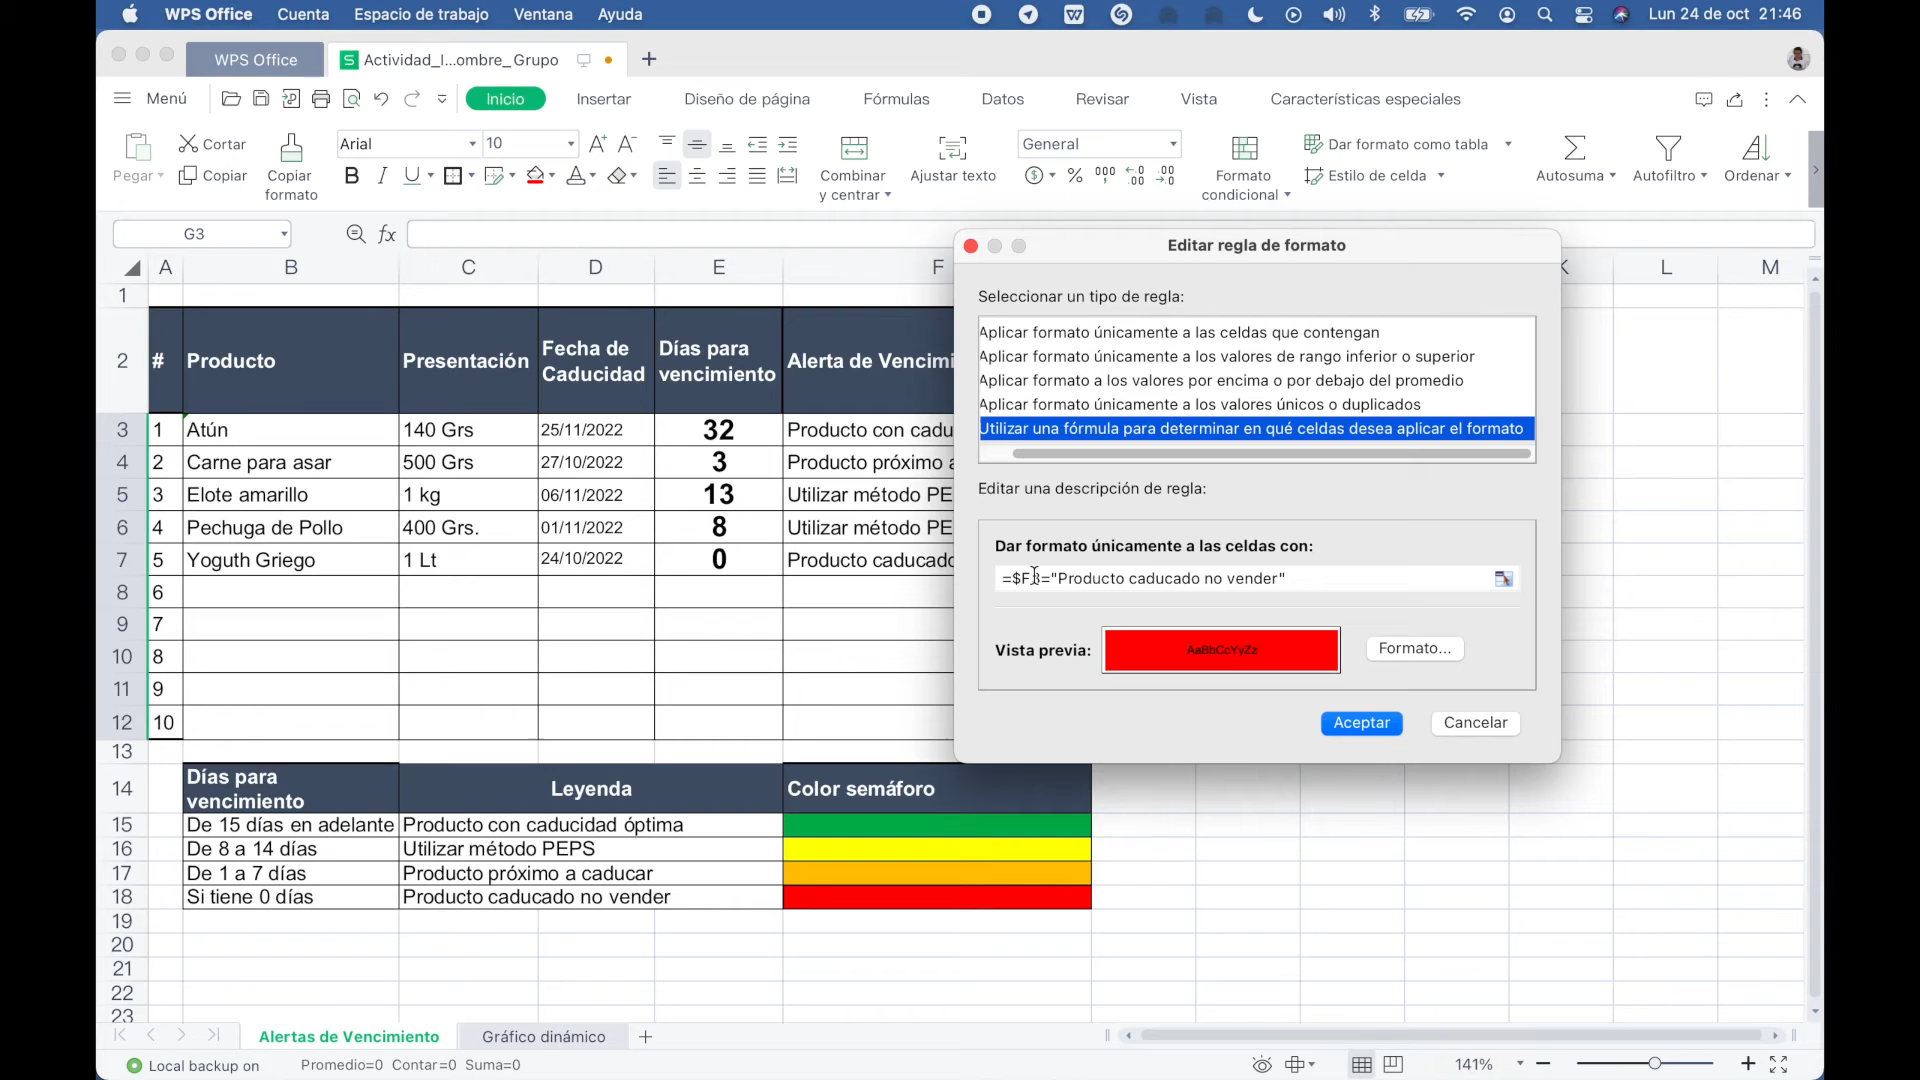 WPS Office Cuenta Espacio de trabajo Ventana Ayuda Lun 24 de oct 21:46
WPS Office Actividad_I...ombre_Grupo
Menú Inicio Insertar Diseño de página Fórmulas Datos Revisar Vista Características especiales
Pegar Cortar Copiar Copiar formato Arial 10 Combinar y centrar Ajustar texto General Formato condicional Dar formato como tabla Estilo de celda Autosuma Autofiltro Ordenar
G3 fx
A B C D E F K L M
1
2 # Producto Presentación Fecha de Caducidad Días para vencimiento Alerta de Vencimi
3 1 Atún 140 Grs 25/11/2022 32 Producto con cadu
4 2 Carne para asar 500 Grs 27/10/2022 3 Producto próximo a
5 3 Elote amarillo 1 kg 06/11/2022 13 Utilizar método PE
6 4 Pechuga de Pollo 400 Grs. 01/11/2022 8 Utilizar método PE
7 5 Yoguth Griego 1 Lt 24/10/2022 0 Producto caducado
8 6
9 7
10 8
11 9
12 10
13
14 Días para vencimiento Leyenda Color semáforo
15 De 15 días en adelante Producto con caducidad óptima
16 De 8 a 14 días Utilizar método PEPS
17 De 1 a 7 días Producto próximo a caducar
18 Si tiene 0 días Producto caducado no vender
19
20
21
22
23
Editar regla de formato
Seleccionar un tipo de regla:
Aplicar formato únicamente a las celdas que contengan
Aplicar formato únicamente a los valores de rango inferior o superior
Aplicar formato a los valores por encima o por debajo del promedio
Aplicar formato únicamente a los valores únicos o duplicados
Utilizar una fórmula para determinar en qué celdas desea aplicar el formato
Editar una descripción de regla:
Dar formato únicamente a las celdas con:
=$F3="Producto caducado no vender"
Vista previa: AaBbCcYyZz Formato...
Aceptar Cancelar
Alertas de Vencimiento Gráfico dinámico
Local backup on Promedio=0 Contar=0 Suma=0 141%